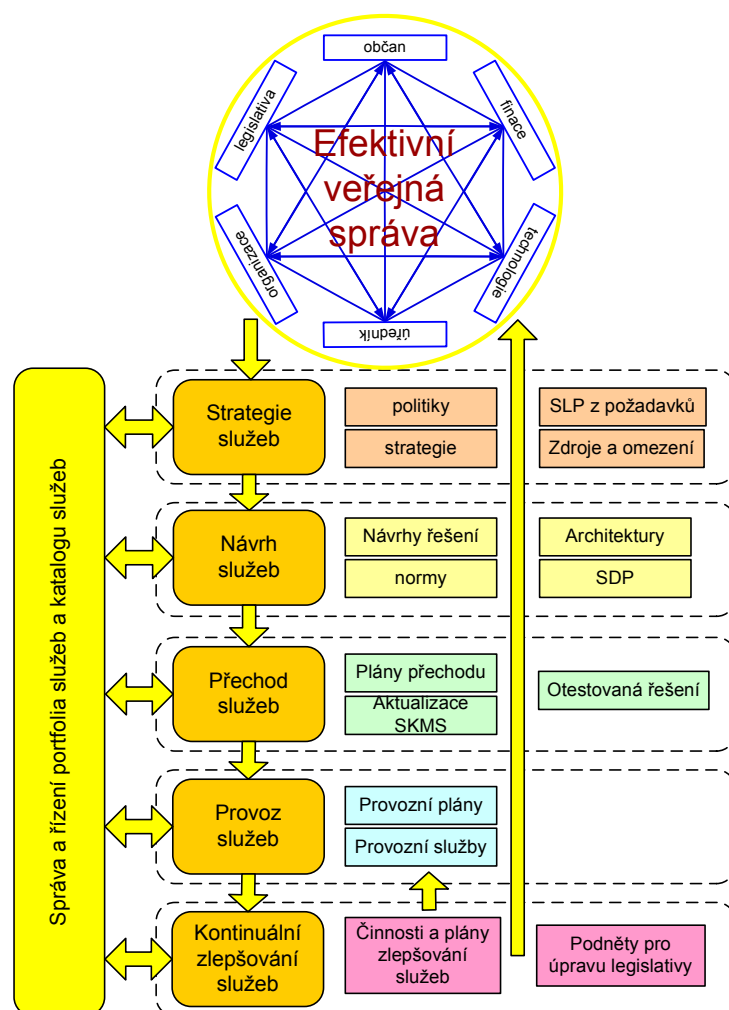 občan
legislativa
finace
Efektivní
veřejná
správa
organizace
technologie
úředník
Správa a řízení portfolia služeb a katalogu služeb
Strategie
služeb
politiky
SLP z požadavků
strategie
Zdroje a omezení
Návrh
služeb
Návrhy řešení
Architektury
normy
SDP
Přechod
služeb
Plány přechodu
Otestovaná řešení
Aktualizace
SKMS
Provoz
služeb
Provozní plány
Provozní služby
Kontinuální
zlepšování
služeb
Činnosti a plány
zlepšování
služeb
Podněty pro
úpravu legislativy